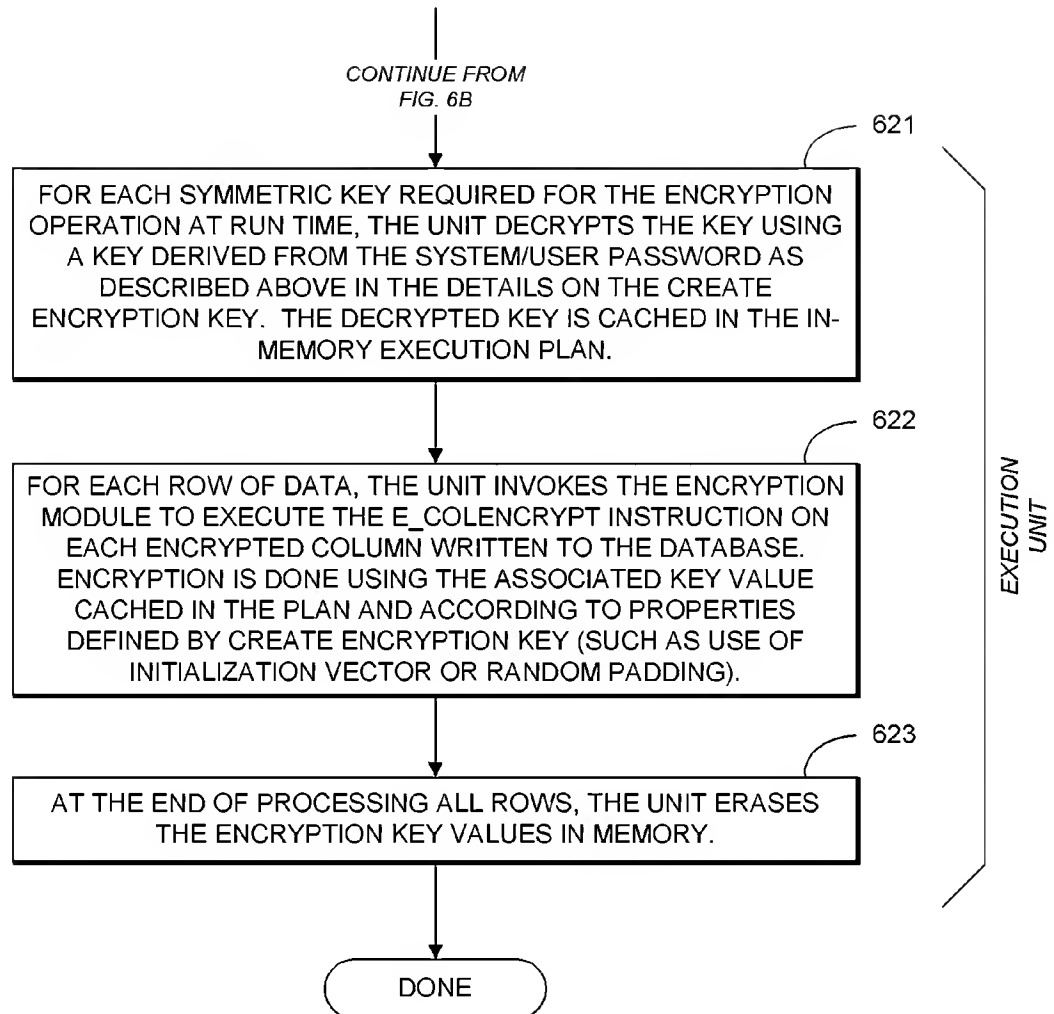 CONTINUE FROM
FIG. 6B
621
FOR EACH SYMMETRIC KEY REQUIRED FOR THE ENCRYPTION
OPERATION AT RUN TIME, THE UNIT DECRYPTS THE KEY USING
A KEY DERIVED FROM THE SYSTEM/USER PASSWORD AS
DESCRIBED ABOVE IN THE DETAILS ON THE CREATE
ENCRYPTION KEY. THE DECRYPTED KEY IS CACHED IN THE IN-
MEMORY EXECUTION PLAN.
622
FOR EACH ROW OF DATA, THE UNIT INVOKES THE ENCRYPTION
MODULE TO EXECUTE THE E_COLENCRYPT INSTRUCTION ON
EACH ENCRYPTED COLUMN WRITTEN TO THE DATABASE.
ENCRYPTION IS DONE USING THE ASSOCIATED KEY VALUE
CACHED IN THE PLAN AND ACCORDING TO PROPERTIES
DEFINED BY CREATE ENCRYPTION KEY (SUCH AS USE OF
INITIALIZATION VECTOR OR RANDOM PADDING).
EXECUTION
UNIT
623
AT THE END OF PROCESSING ALL ROWS, THE UNIT ERASES
THE ENCRYPTION KEY VALUES IN MEMORY.
DONE